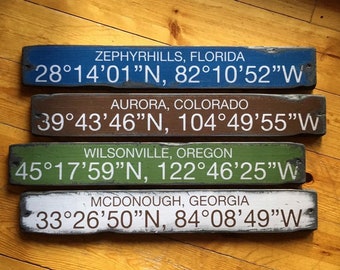 ZEPHYRHILLS, FLORIDA
28°14'01”N, 82°10'52”W
AURORA, COLORADO
39°43'46”N, 104°49'55”W
WILSONVILLE, OREGON
45°17'59”N, 122°46'25”W
MCDONOUGH, GEORGIA
33°26'50”N, 84°08'49”W